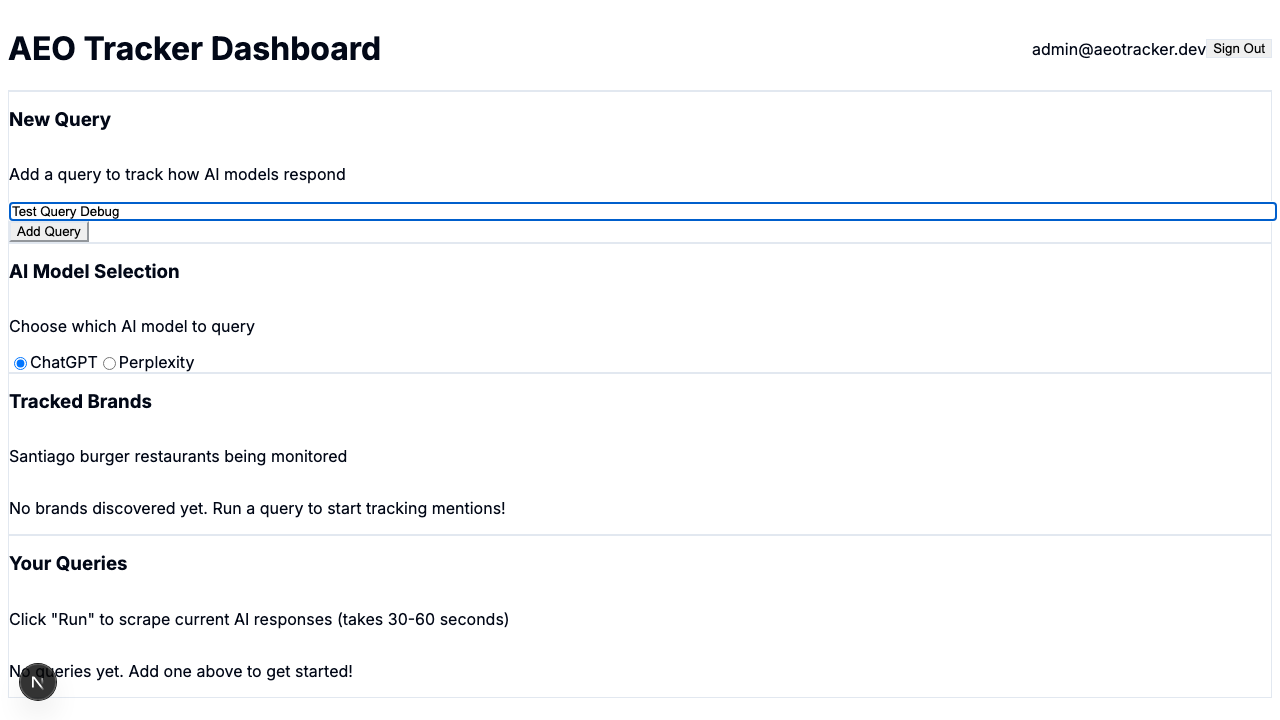 AEO Tracker Dashboard
admin@aeotracker.dev Sign Out
New Query
Add a query to track how AI models respond
Test Query Debug
Add Query
AI Model Selection
Choose which AI model to query
ChatGPT Perplexity
Tracked Brands
Santiago burger restaurants being monitored
No brands discovered yet. Run a query to start tracking mentions!
Your Queries
Click "Run" to scrape current AI responses (takes 30-60 seconds)
No queries yet. Add one above to get started!
N